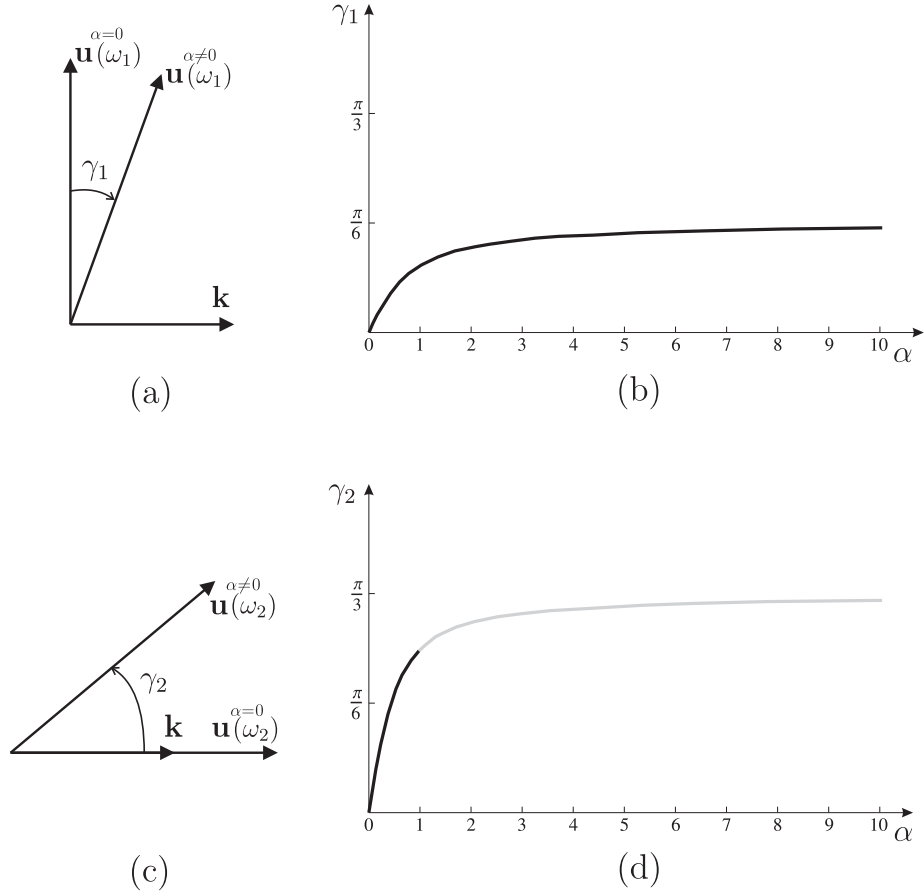 α=0
u(ω₁)
α≠0
u(ω₁)
γ₁
k
(a)
γ₁
π/3
π/6
0 1 2 3 4 5 6 7 8 9 10
α
(b)
α≠0
u(ω₂)
γ₂
k
α=0
u(ω₂)
(c)
γ₂
π/3
π/6
0 1 2 3 4 5 6 7 8 9 10
α
(d)